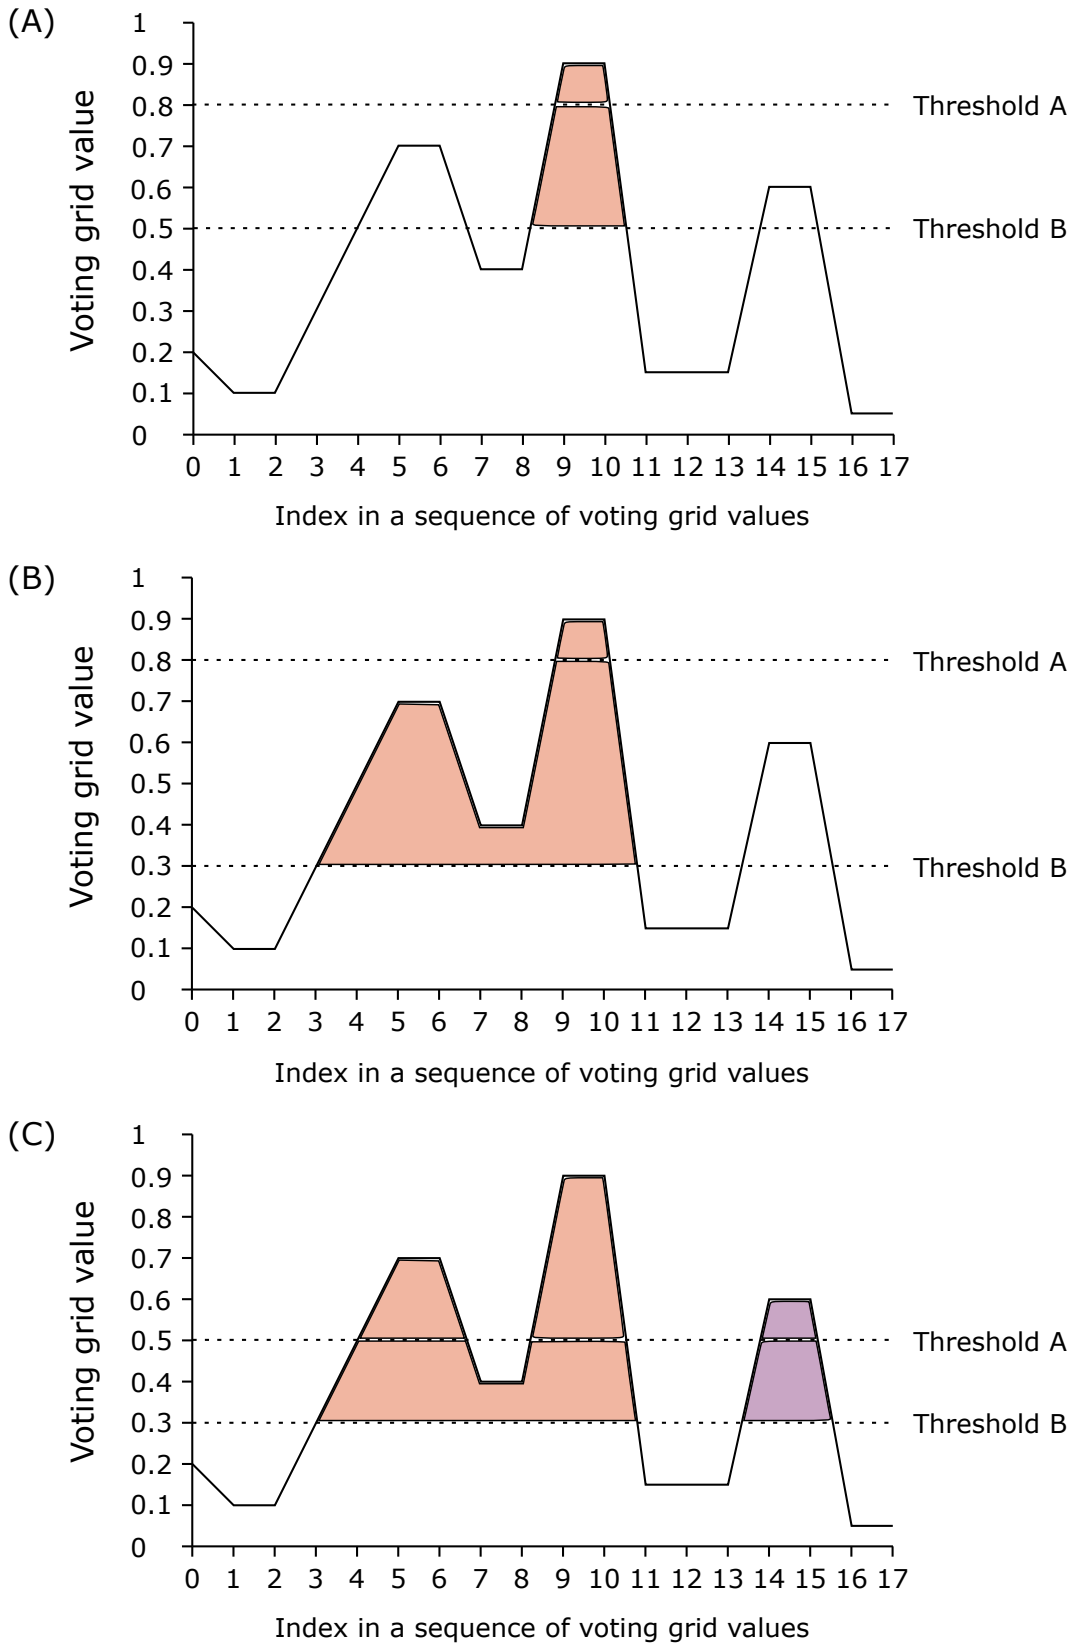 (A)
1
0.9
0.8
0.7
0.6
0.5
0.4
0.3
0.2
0.1
0
Voting grid value
Threshold A
Threshold B
0 1 2 3 4 5 6 7 8 9 10 11 12 13 14 15 16 17
Index in a sequence of voting grid values
(B)
1
0.9
0.8
0.7
0.6
0.5
0.4
0.3
0.2
0.1
0
Voting grid value
Threshold A
Threshold B
0 1 2 3 4 5 6 7 8 9 10 11 12 13 14 15 16 17
Index in a sequence of voting grid values
(C)
1
0.9
0.8
0.7
0.6
0.5
0.4
0.3
0.2
0.1
0
Voting grid value
Threshold A
Threshold B
0 1 2 3 4 5 6 7 8 9 10 11 12 13 14 15 16 17
Index in a sequence of voting grid values